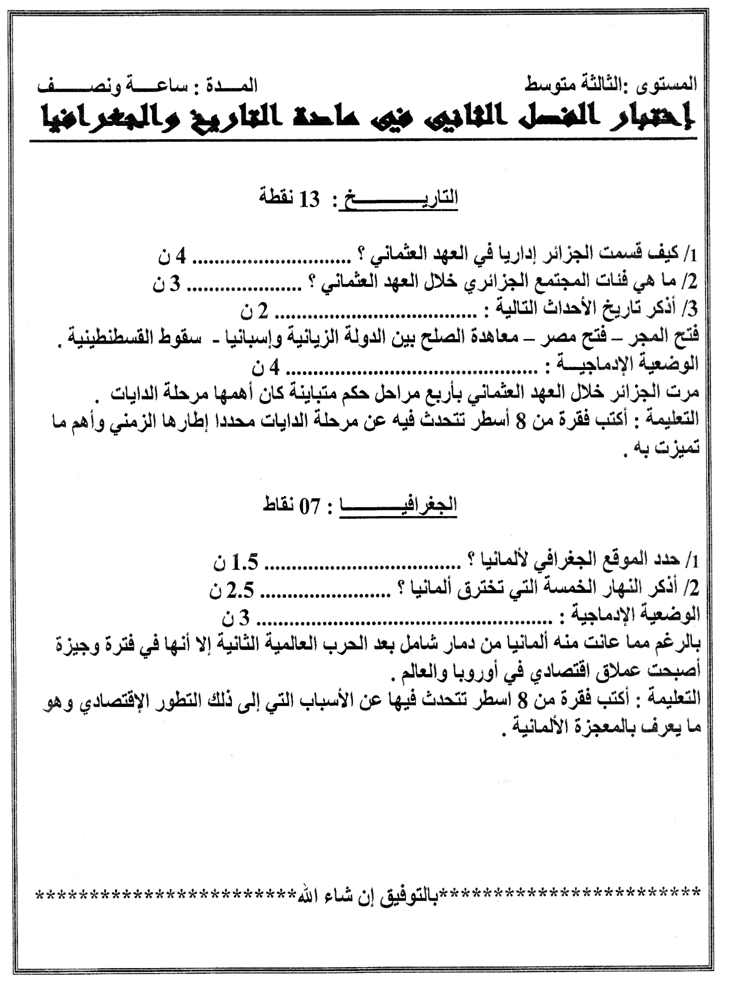 المستوى :الثالثة متوسط المـدة : ساعـة ونصـف
إختبار الفصل الثاني في مادة التاريخ والجغرافيا
التاريـــــخ : 13 نقطة
1/ كيف قسمت الجزائر إداريا في العهد العثماني ؟ ............................. 4 ن
2/ ما هي فئات المجتمع الجزائري خلال العهد العثماني ؟ ..................... 3 ن
3/ أذكر تاريخ الأحداث التالية : ..................................... 2 ن
فتح المجر – فتح مصر – معاهدة الصلح بين الدولة الزيانية وإسبانيا - سقوط القسطنطينية .
الوضعية الإدماجيـة : .............................................. 4 ن
مرت الجزائر خلال العهد العثماني بأربع مراحل حكم متباينة كان أهمها مرحلة الدايات .
التعليمة : أكتب فقرة من 8 أسطر تتحدث فيه عن مرحلة الدايات محددا إطارها الزمني وأهم ما
تميزت به .
الجغرافيـــــا : 07 نقاط
1/ حدد الموقع الجغرافي لألمانيا ؟ .................................... 1.5 ن
2/ أذكر النهار الخمسة التي تخترق ألمانيا ؟ ........................ 2.5 ن
الوضعية الإدماجية : ...................................................... 3 ن
بالرغم مما عانت منه ألمانيا من دمار شامل بعد الحرب العالمية الثانية إلا أنها في فترة وجيزة
أصبحت عملاق اقتصادي في أوروبا والعالم .
التعليمة : أكتب فقرة من 8 اسطر تتحدث فيها عن الأسباب التي إلى ذلك التطور الإقتصادي وهو
ما يعرف بالمعجزة الألمانية .
************************بالتوفيق إن شاء الله************************